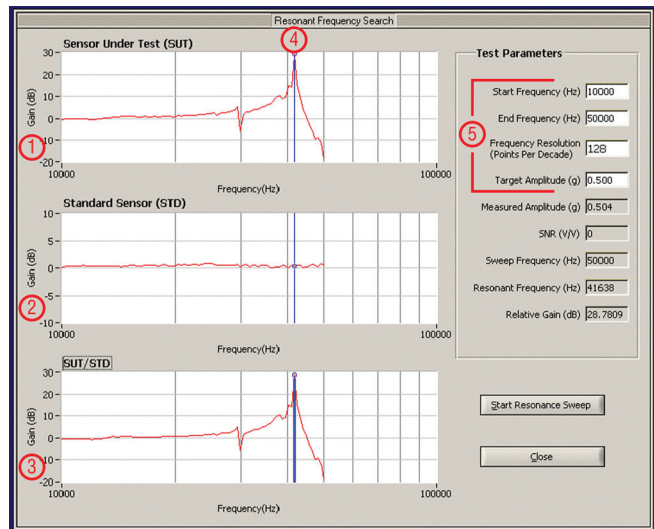 Resonant Frequency Search
Sensor Under Test (SUT)
4
30
20
10
0
-10
-20
Gain (dB)
1
10000
100000
Frequency(Hz)
Standard Sensor (STD)
10
5
0
-5
-10
Gain (dB)
2
10000
100000
Frequency(Hz)
SUT/STD
30
20
10
0
-10
-20
Gain (dB)
3
10000
100000
Frequency(Hz)
Test Parameters
5
Start Frequency (Hz) 10000
End Frequency (Hz) 50000
Frequency Resolution
(Points Per Decade) 128
Target Amplitude (g) 0.500
Measured Amplitude (g) 0.504
SNR (V/V) 0
Sweep Frequency (Hz) 50000
Resonant Frequency (Hz) 41638
Relative Gain (dB) 28.7809
Start Resonance Sweep
Close